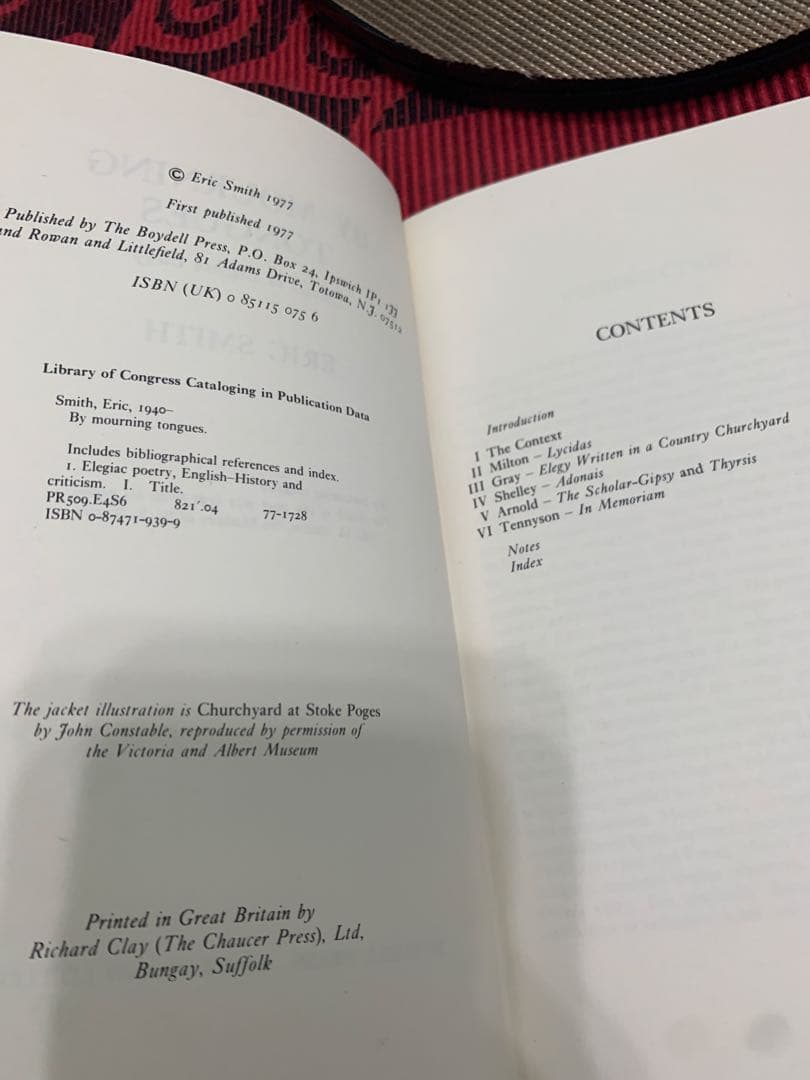 © Eric Smith 1977
First published 1977
Published by The Boydell Press, P.O. Box 24, Ipswich IP1 1JJ
and Rowan and Littlefield, 81 Adams Drive, Totowa, N.J. 07512
ISBN (UK) 0 85115 075 6
Library of Congress Cataloging in Publication Data
Smith, Eric, 1940–
By mourning tongues.
Includes bibliographical references and index.
1. Elegiac poetry, English–History and
criticism. I. Title.
PR509.E4S6 821′.04 77-1728
ISBN 0-87471-939-9
The jacket illustration is Churchyard at Stoke Poges
by John Constable, reproduced by permission of
the Victoria and Albert Museum
Printed in Great Britain by
Richard Clay (The Chaucer Press), Ltd,
Bungay, Suffolk
CONTENTS
Introduction
I The Context
II Milton – Lycidas
III Gray – Elegy Written in a Country Churchyard
IV Shelley – Adonais
V Arnold – The Scholar-Gipsy and Thyrsis
VI Tennyson – In Memoriam
Notes
Index